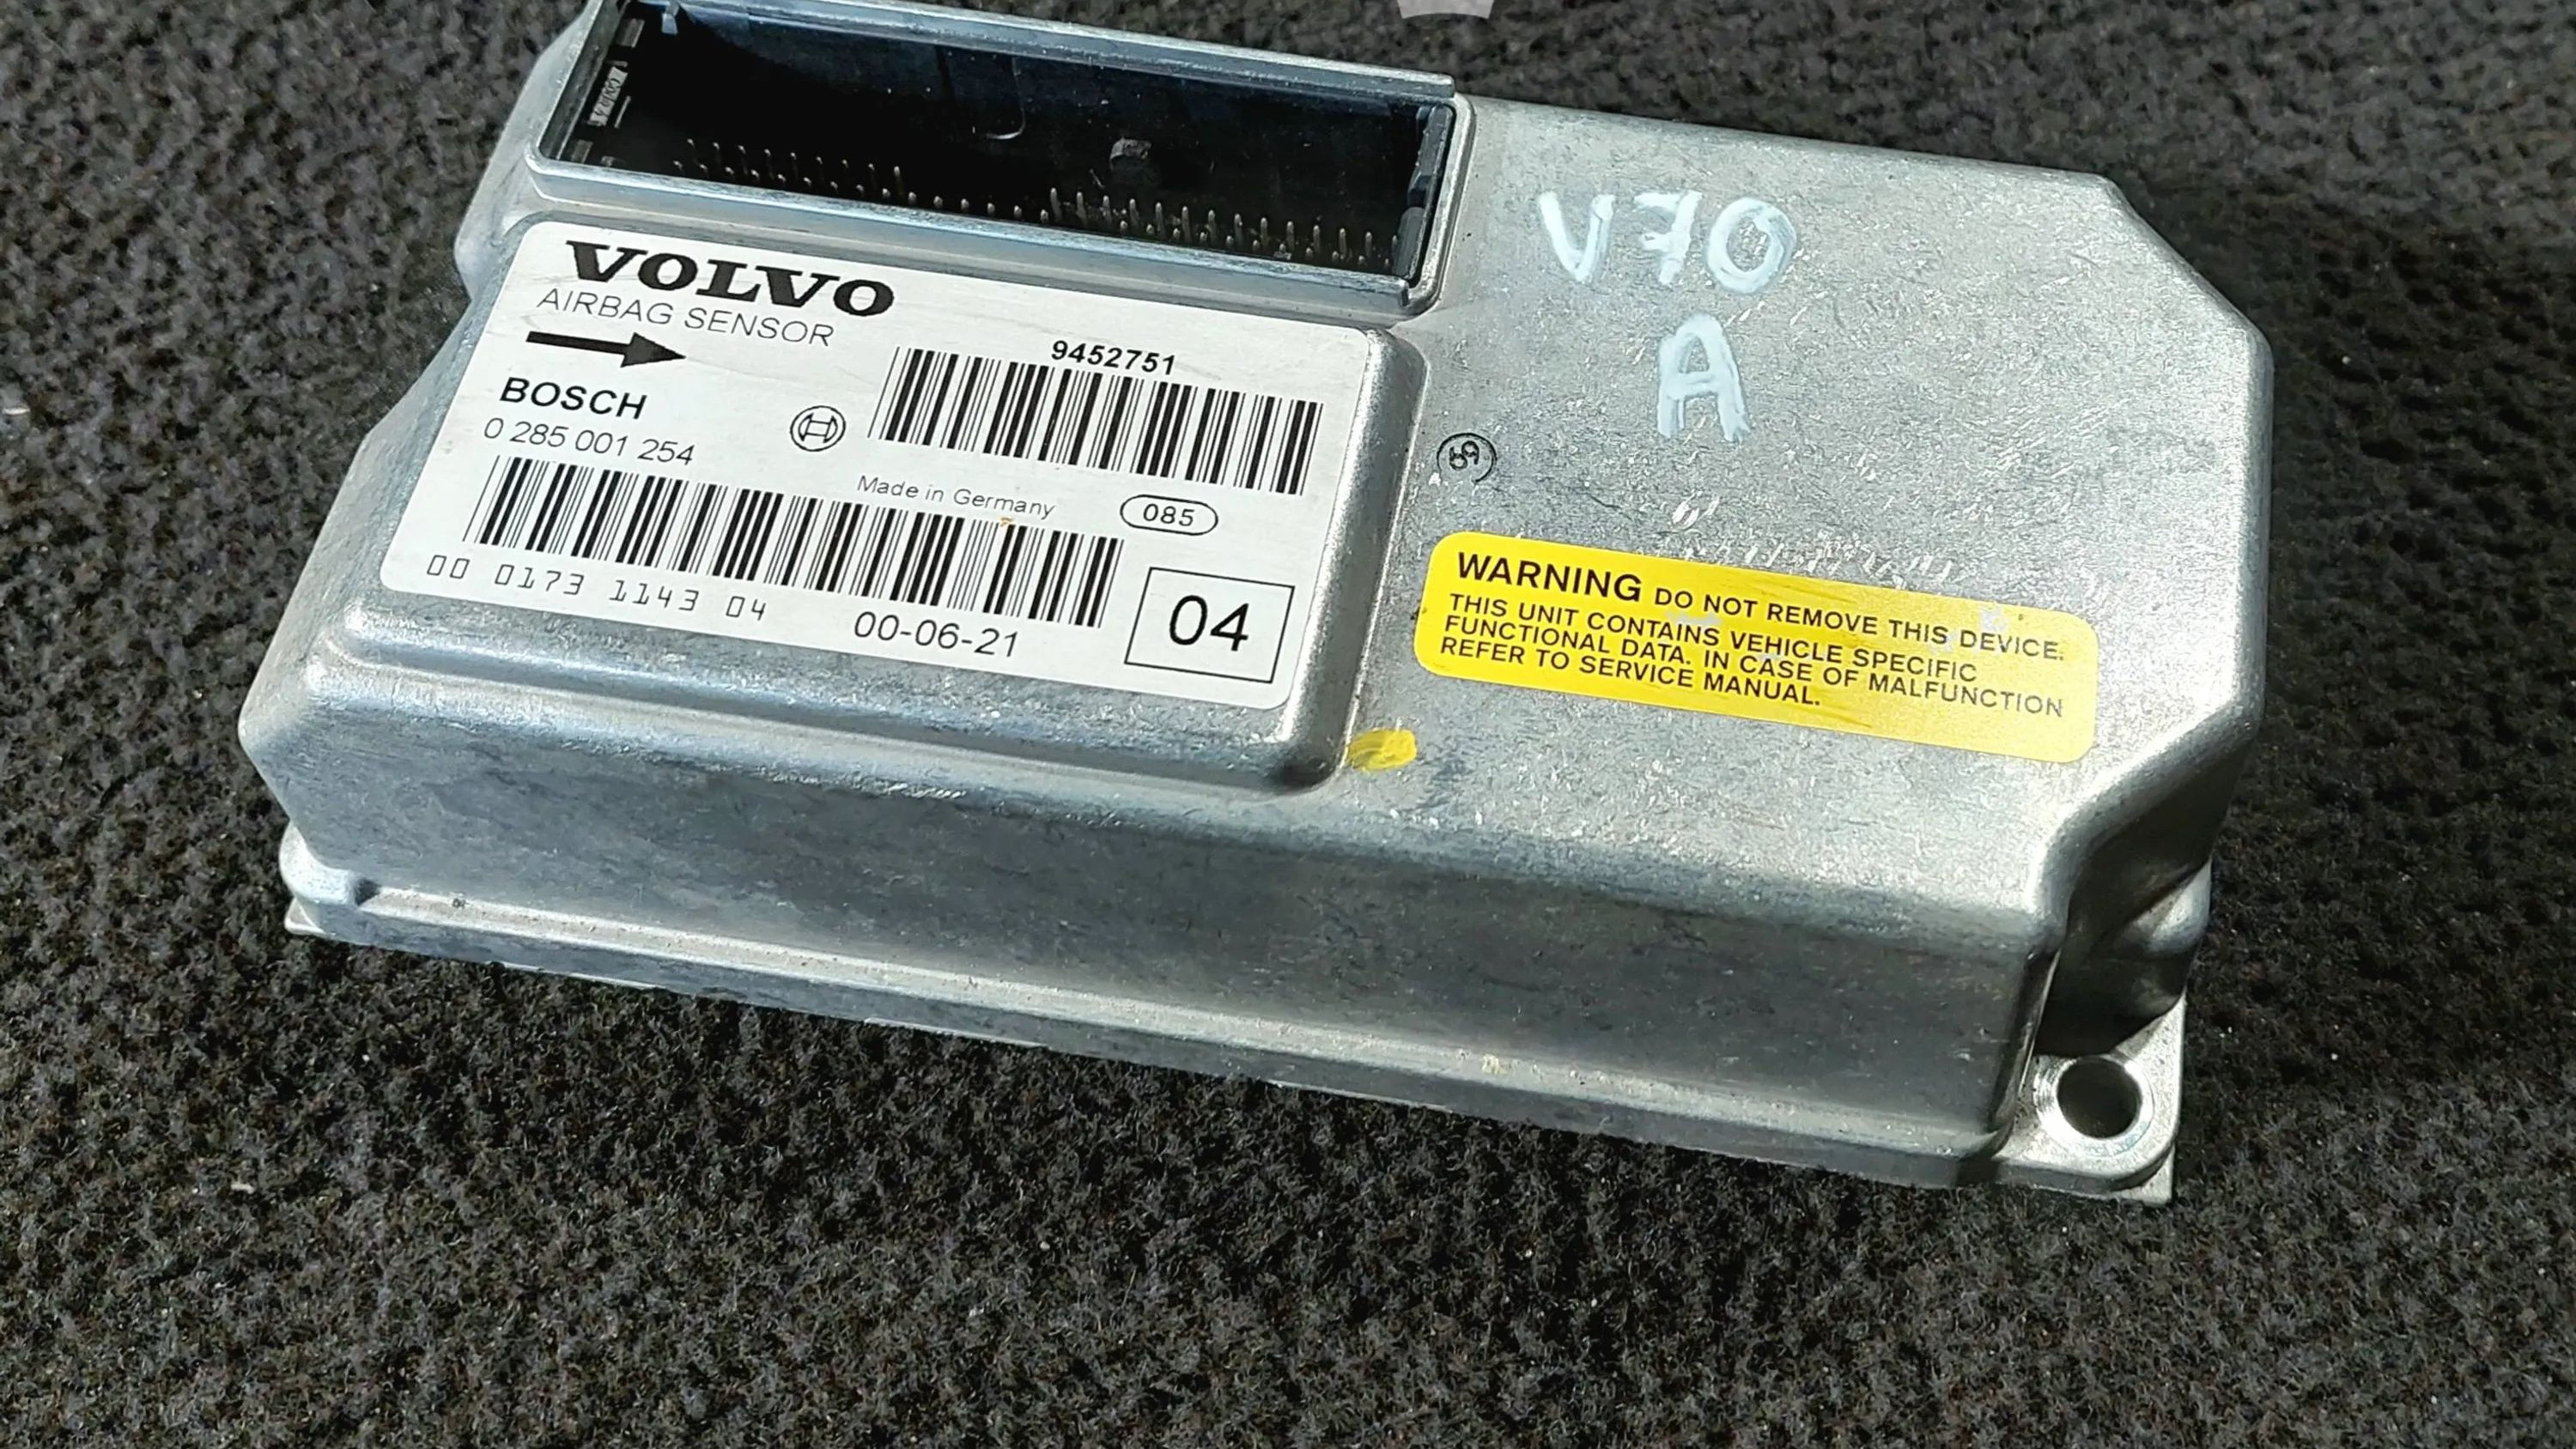 VOLVO
AIRBAG SENSOR
9452751
BOSCH
0 285 001 254
Made in Germany
085
00 0173 1143 04
00-06-21
04
V70
A
59
WARNING DO NOT REMOVE THIS DEVICE.
THIS UNIT CONTAINS VEHICLE SPECIFIC
FUNCTIONAL DATA. IN CASE OF MALFUNCTION
REFER TO SERVICE MANUAL.